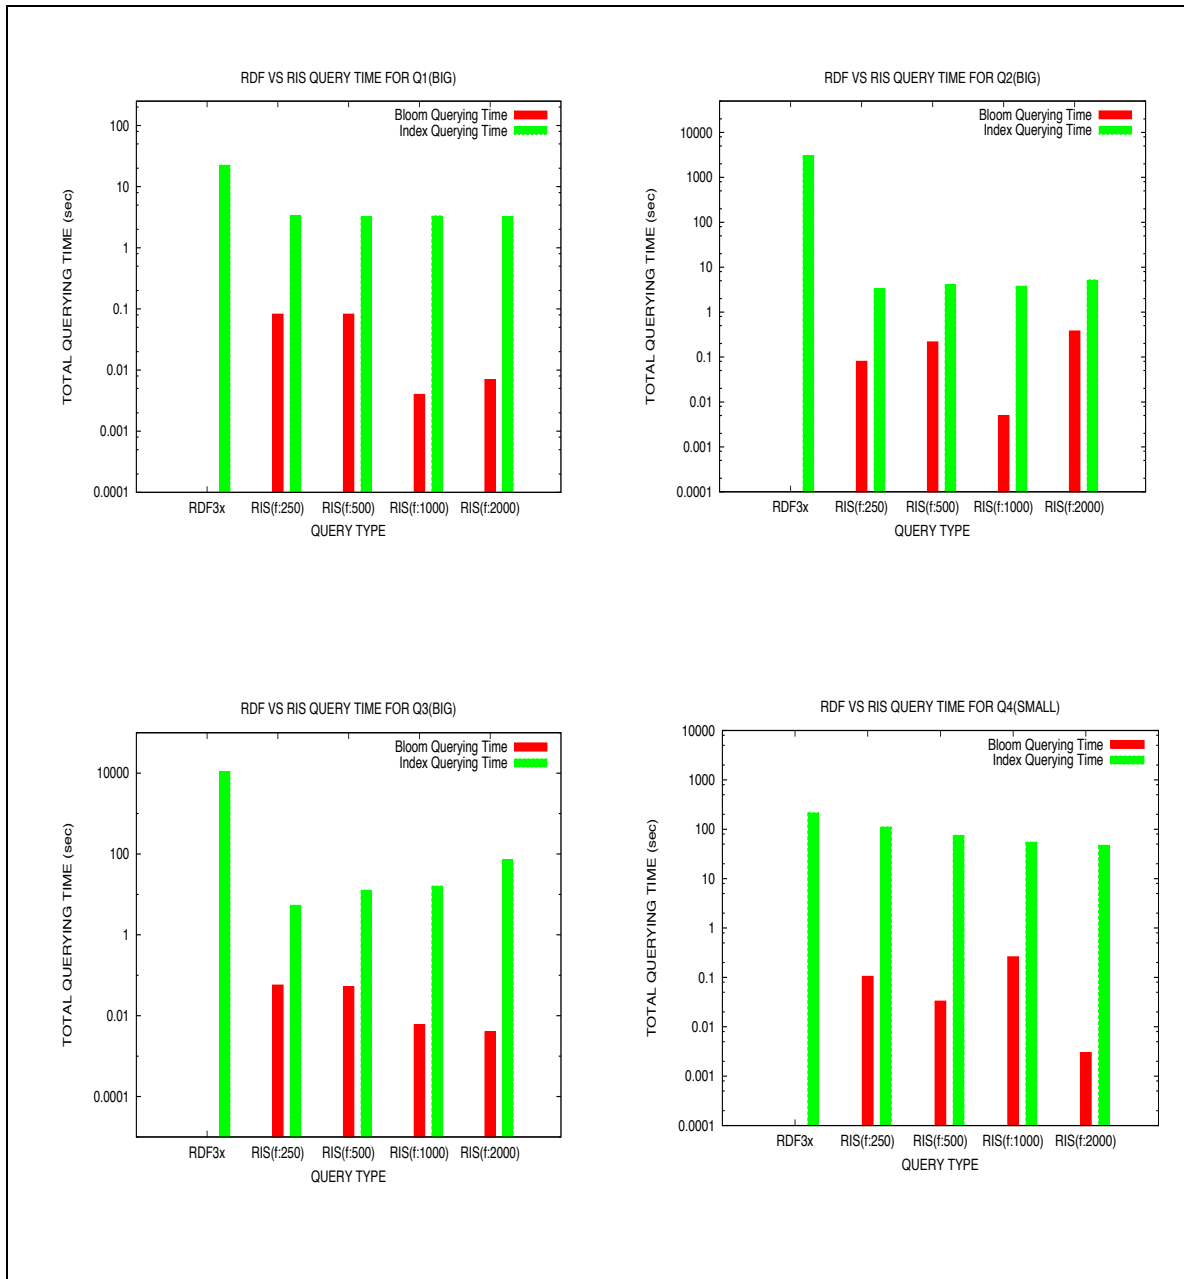 RDF VS RIS QUERY TIME FOR Q1(BIG)
Bloom Querying Time
Index Querying Time
TOTAL QUERYING TIME (sec)
100
10
1
0.1
0.01
0.001
0.0001
RDF3x RIS(f:250) RIS(f:500) RIS(f:1000) RIS(f:2000)
QUERY TYPE
RDF VS RIS QUERY TIME FOR Q2(BIG)
Bloom Querying Time
Index Querying Time
TOTAL QUERYING TIME (sec)
10000
1000
100
10
1
0.1
0.01
0.001
0.0001
RDF3x RIS(f:250) RIS(f:500) RIS(f:1000) RIS(f:2000)
QUERY TYPE
RDF VS RIS QUERY TIME FOR Q3(BIG)
Bloom Querying Time
Index Querying Time
TOTAL QUERYING TIME (sec)
10000
100
1
0.01
0.0001
RDF3x RIS(f:250) RIS(f:500) RIS(f:1000) RIS(f:2000)
QUERY TYPE
RDF VS RIS QUERY TIME FOR Q4(SMALL)
Bloom Querying Time
Index Querying Time
TOTAL QUERYING TIME (sec)
10000
1000
100
10
1
0.1
0.01
0.001
0.0001
RDF3x RIS(f:250) RIS(f:500) RIS(f:1000) RIS(f:2000)
QUERY TYPE